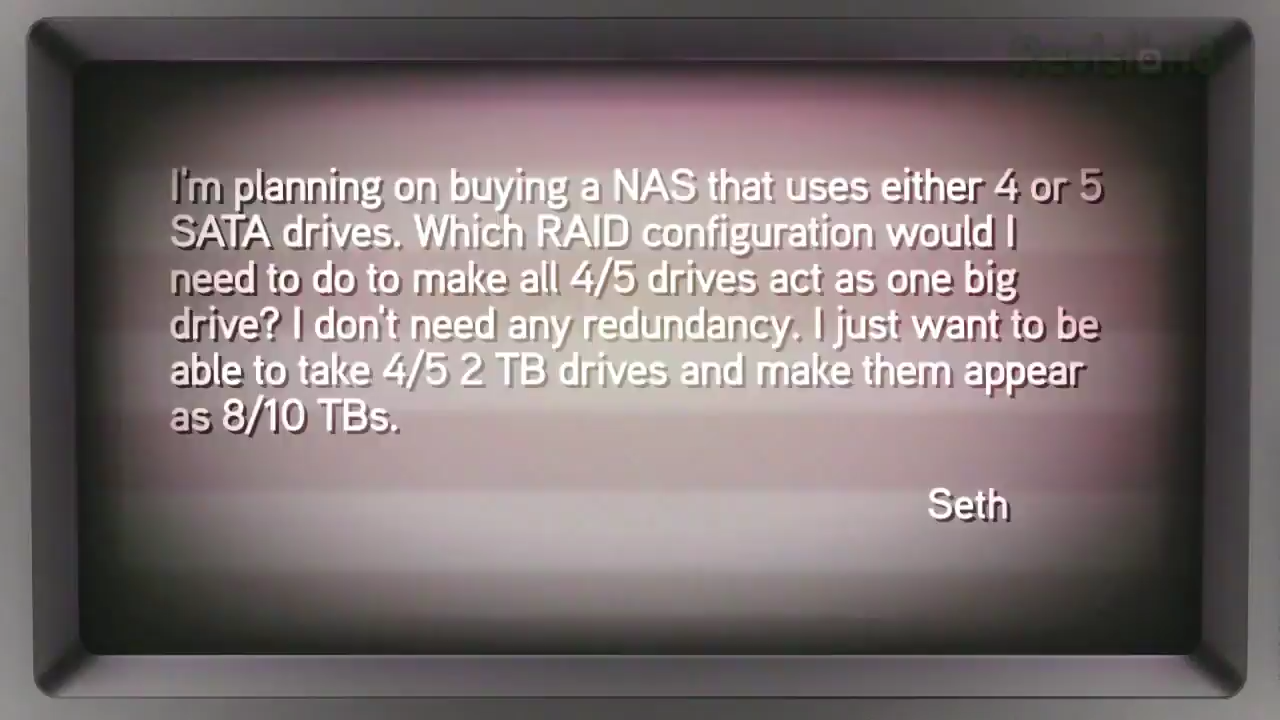 I'm planning on buying a NAS that uses either 4 or 5
SATA drives. Which RAID configuration would I
need to do to make all 4/5 drives act as one big
drive? I don't need any redundancy. I just want to be
able to take 4/5 2 TB drives and make them appear
as 8/10 TBs.
Seth